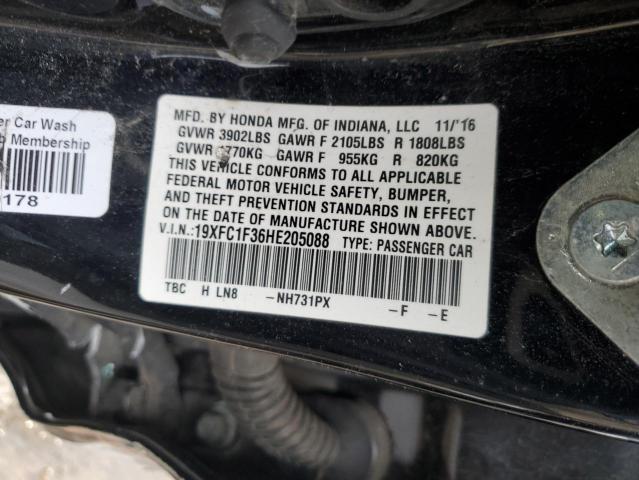 er Car Wash
b Membership
178
MFD. BY HONDA MFG. OF INDIANA, LLC 11/'16
GVWR 3902LBS GAWR F 2105LBS R 1808LBS
GVWR 1770KG GAWR F 955KG R 820KG
THIS VEHICLE CONFORMS TO ALL APPLICABLE
FEDERAL MOTOR VEHICLE SAFETY, BUMPER,
AND THEFT PREVENTION STANDARDS IN EFFECT
ON THE DATE OF MANUFACTURE SHOWN ABOVE.
V.I.N.:19XFC1F36HE205088 TYPE: PASSENGER CAR
TBC H LN8 -NH731PX -F -E